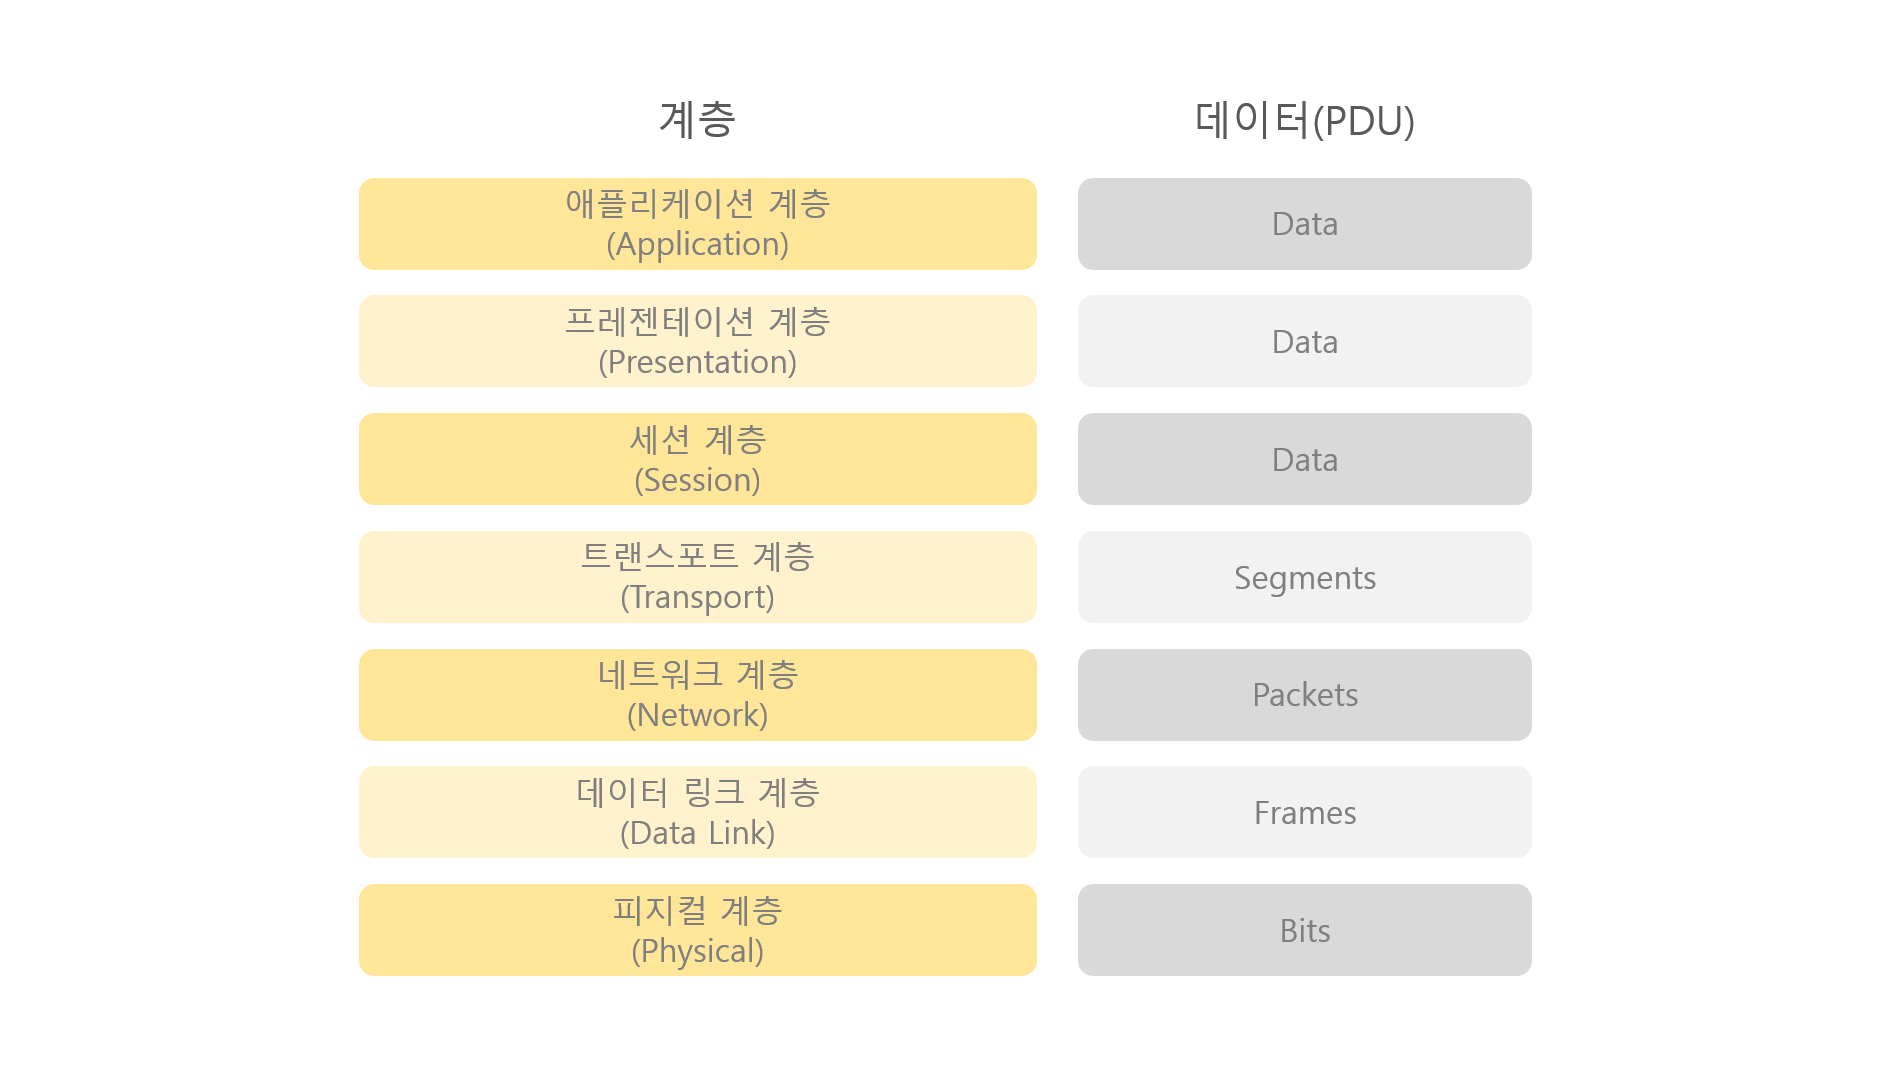 계층
데이터(PDU)
애플리케이션 계층
(Application)
Data
프레젠테이션 계층
(Presentation)
Data
세션 계층
(Session)
Data
트랜스포트 계층
(Transport)
Segments
네트워크 계층
(Network)
Packets
데이터 링크 계층
(Data Link)
Frames
피지컬 계층
(Physical)
Bits